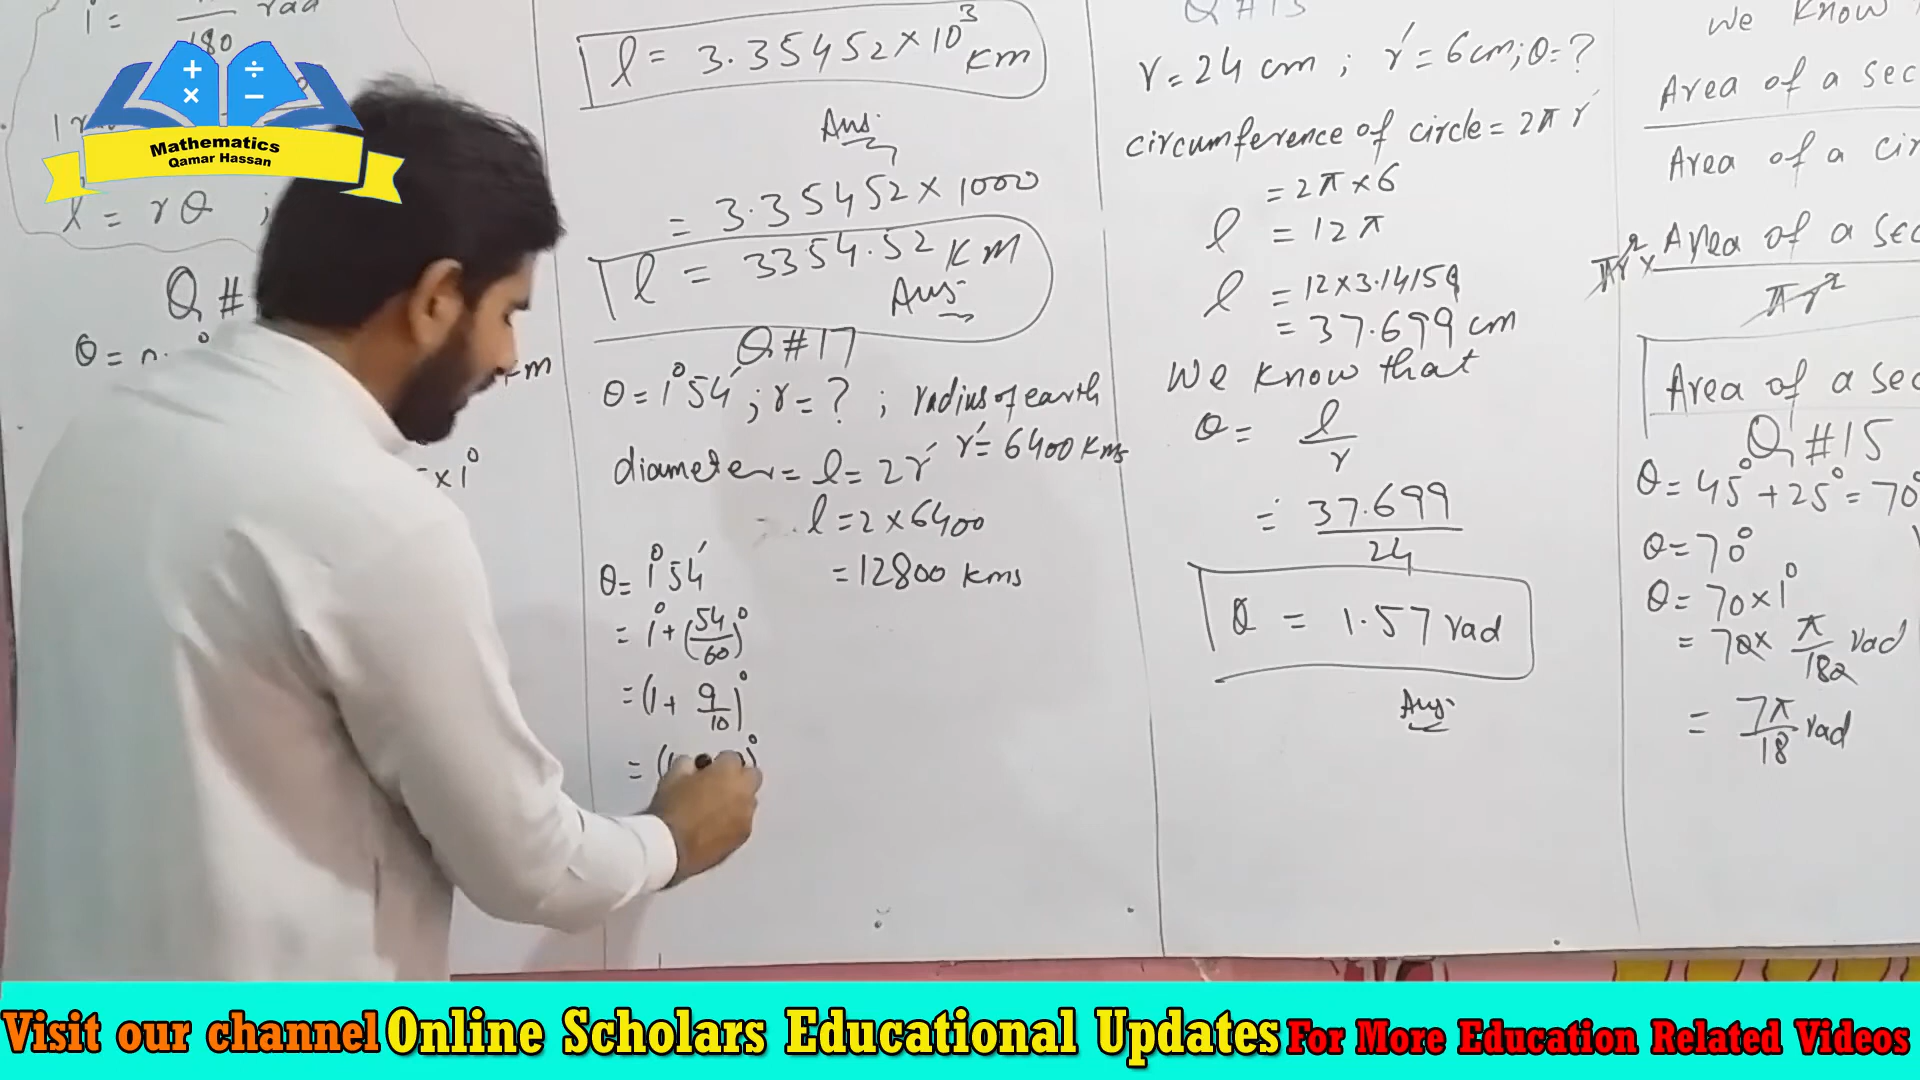 1° = π/180 rad
l = rθ ;
Q #
θ =
×1°
l = 3.35452×10³ Km
Ans:
= 3.35452×1000
l = 3354.52 KM
Ans:
Q#17
θ=1°54′ ; r=? ; radius of earth
r′=6400 Kms
diameter= l=2r′
l=2×6400
=12800 kms
θ=1°54′
=1°+(54/60)°
=(1+9/10)°
=
r=24 cm ; r′=6cm;θ=?
circumference of circle=2πr′
=2π×6
l =12π
l =12×3.14159
=37.699 cm
We know that
θ= l/r
= 37.699/24
θ = 1.57 rad
Ans:
We know
Area of a Sec
Area of a cir
πr²× Area of a Sec
πr²
Area of a Sec
Q#15
θ=45°+25°=70°
θ=70°
θ=70×1°
=70×π/180 rad
=7π/18 rad
+ ÷
× −
Mathematics
Qamar Hassan
Visit our channel Online Scholars Educational Updates For More Education Related Videos